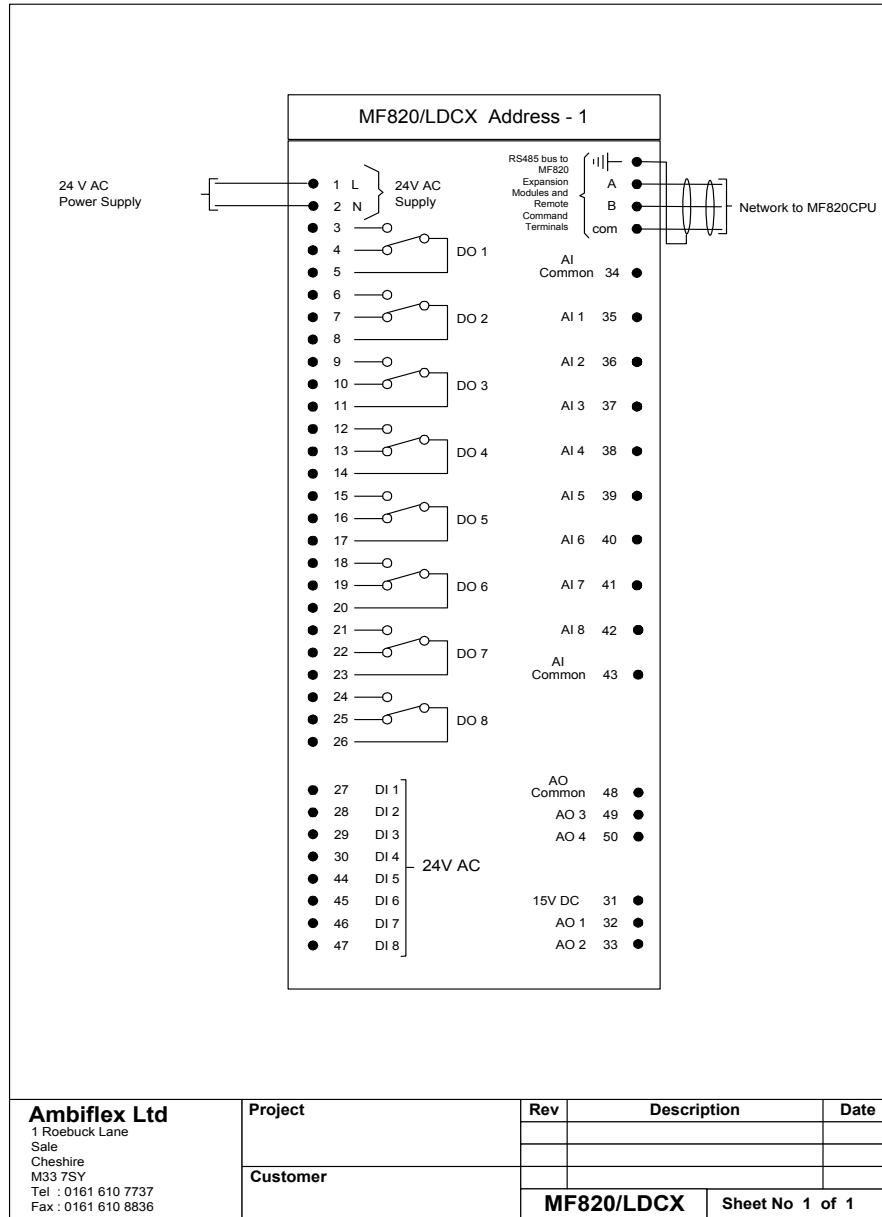 MF820/LDCX Address - 1
24 V AC
Power Supply
1 L
2 N
24V AC
Supply
3
4
5
DO 1
6
7
8
DO 2
9
10
11
DO 3
12
13
14
DO 4
15
16
17
DO 5
18
19
20
DO 6
21
22
23
DO 7
24
25
26
DO 8
27 DI 1
28 DI 2
29 DI 3
30 DI 4
44 DI 5
45 DI 6
46 DI 7
47 DI 8
24V AC
RS485 bus to
MF820
Expansion
Modules and
Remote
Command
Terminals
A
B
com
Network to MF820CPU
AI
Common 34
AI 1 35
AI 2 36
AI 3 37
AI 4 38
AI 5 39
AI 6 40
AI 7 41
AI 8 42
AI
Common 43
AO
Common 48
AO 3 49
AO 4 50
15V DC 31
AO 1 32
AO 2 33
Ambiflex Ltd
1 Roebuck Lane
Sale
Cheshire
M33 7SY
Tel : 0161 610 7737
Fax : 0161 610 8836
Project
Customer
Rev Description Date
MF820/LDCX Sheet No 1 of 1